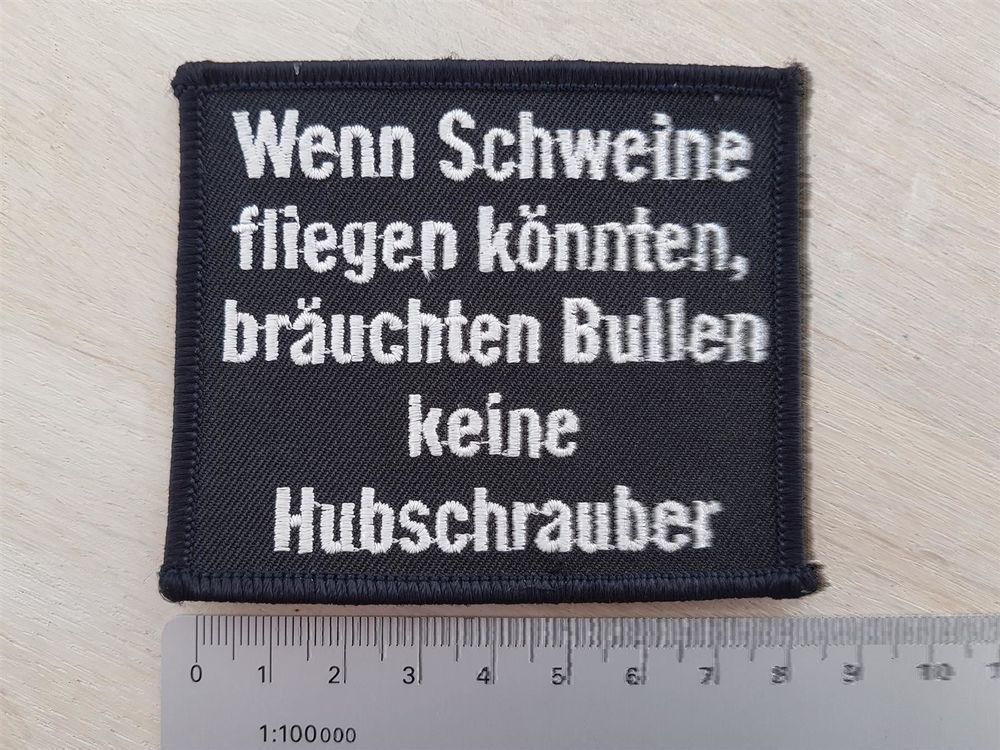 Wenn Schweine
fliegen könnten,
bräuchten Bullen
keine
Hubschrauber
0 1 2 3 4 5 6 7 8 9 10 1
1:100000